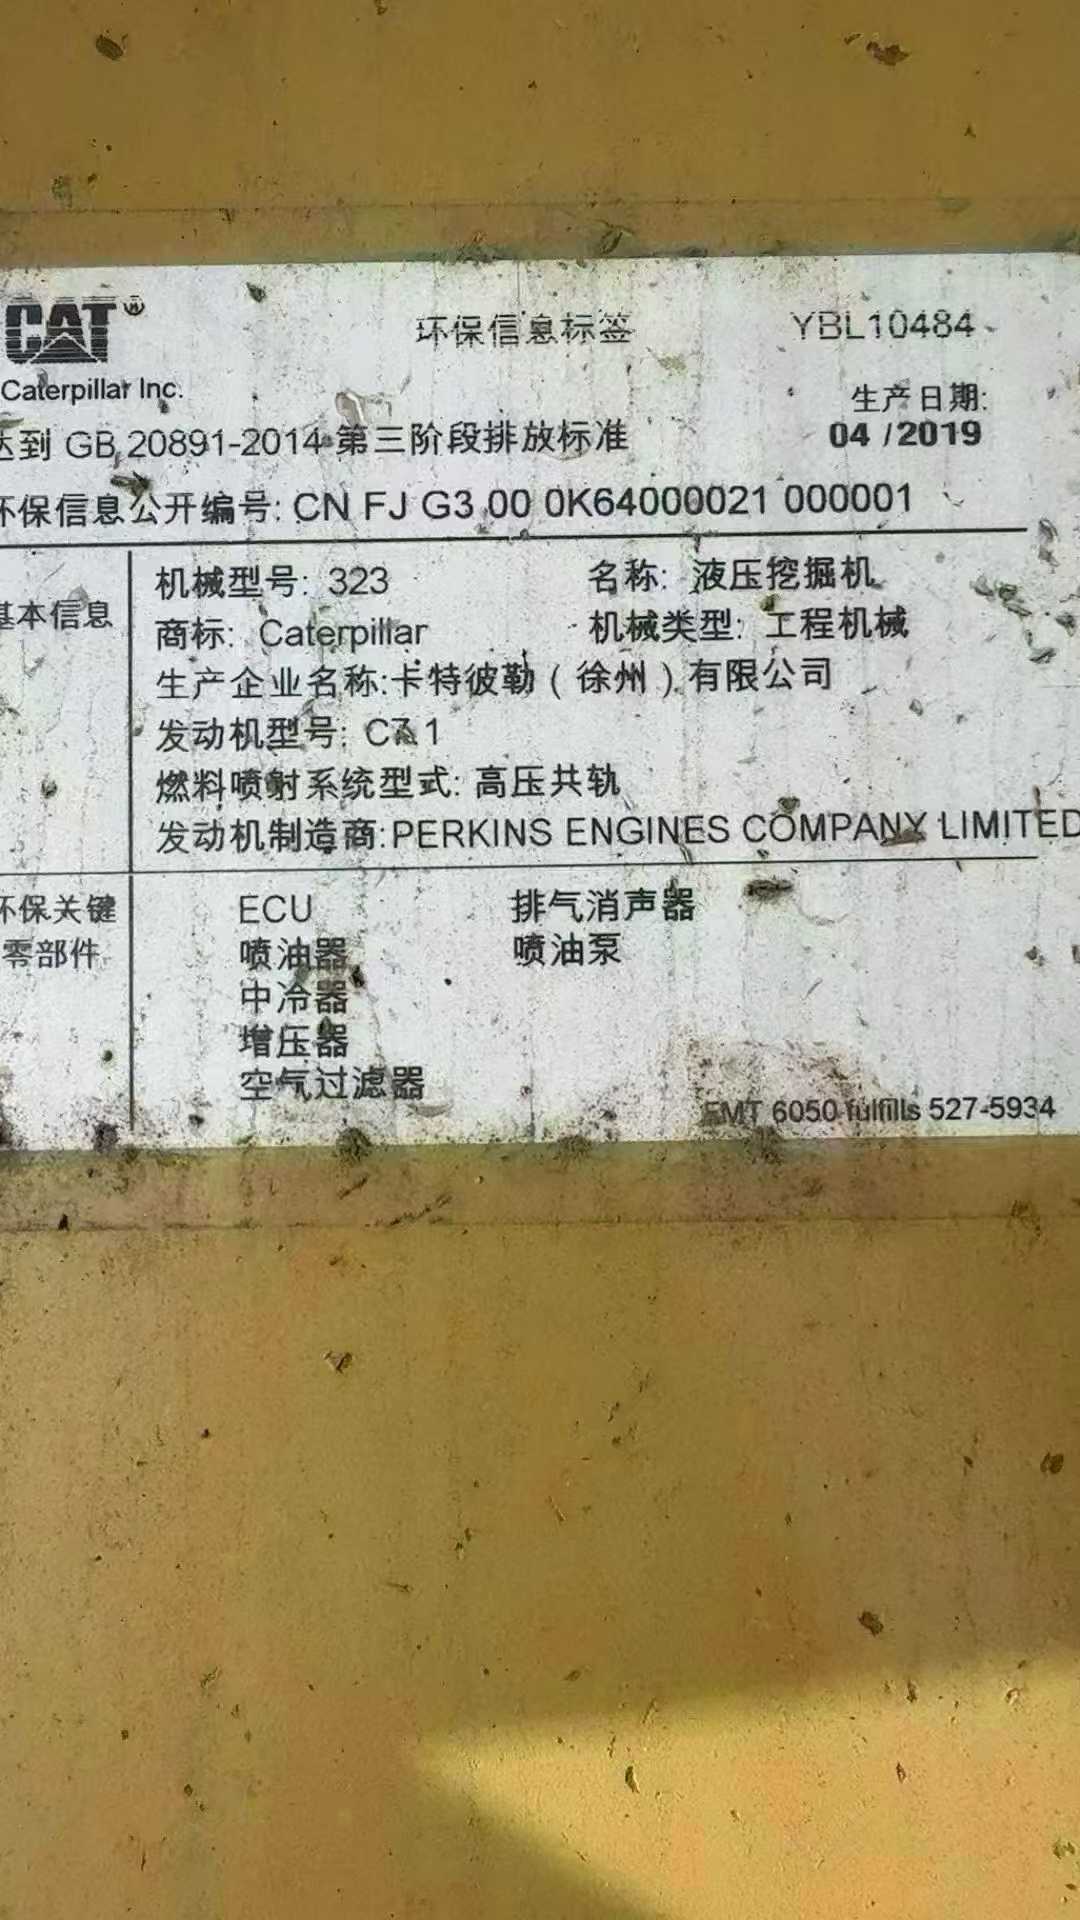 CAT®
环保信息标签
YBL10484
Caterpillar Inc.
生产日期:
达到 GB 20891-2014 第三阶段排放标准
04 /2019
环保信息公开编号: CN FJ G3 00 0K64000021 000001
基本信息
机械型号: 323 名称: 液压挖掘机
商标: Caterpillar 机械类型: 工程机械
生产企业名称:卡特彼勒（徐州）有限公司
发动机型号: C7.1
燃料喷射系统型式: 高压共轨
发动机制造商:PERKINS ENGINES COMPANY LIMITED
环保关键
零部件
ECU 排气消声器
喷油器 喷油泵
中冷器
增压器
空气过滤器
6050 fulfills 527-5934